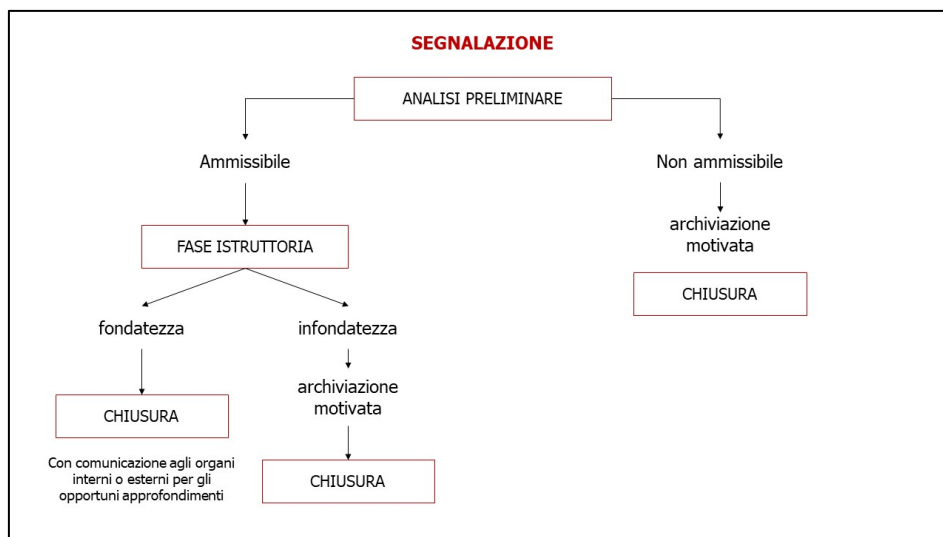 SEGNALAZIONE
ANALISI PRELIMINARE
Ammissibile
Non ammissibile
archiviazione
motivata
FASE ISTRUTTORIA
CHIUSURA
fondatezza
infondatezza
archiviazione
motivata
CHIUSURA
Con comunicazione agli organi
interni o esterni per gli
opportuni approfondimenti
CHIUSURA